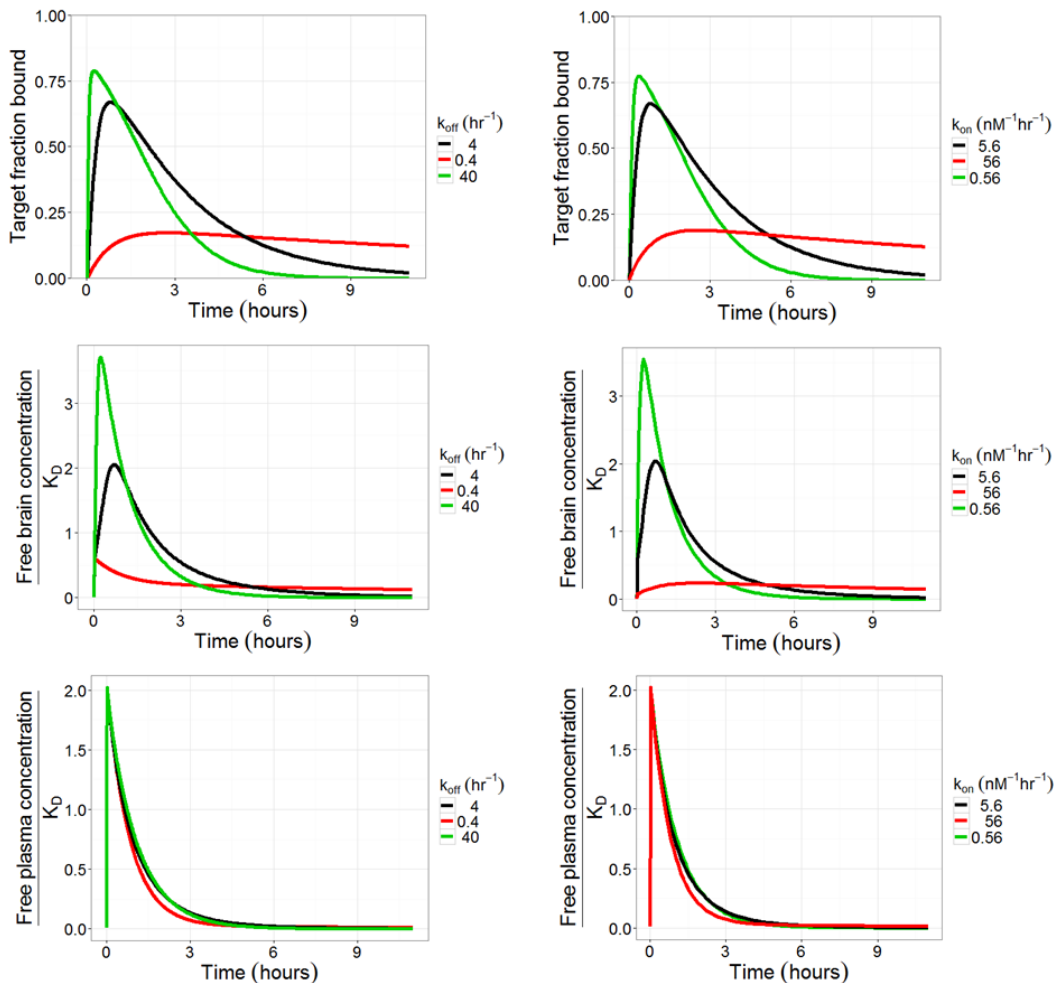 1.00
0.75
0.50
0.25
0.00
Target fraction bound
0 3 6 9
Time (hours)
k_off (hr⁻¹)
4
0.4
40
1.00
0.75
0.50
0.25
0.00
Target fraction bound
0 3 6 9
Time (hours)
k_on (nM⁻¹hr⁻¹)
5.6
56
0.56
3
2
1
0
Free brain concentration
K_D
0 3 6 9
Time (hours)
k_off (hr⁻¹)
4
0.4
40
3
2
1
0
Free brain concentration
K_D
0 3 6 9
Time (hours)
k_on (nM⁻¹hr⁻¹)
5.6
56
0.56
2.0
1.5
1.0
0.5
0.0
Free plasma concentration
K_D
0 3 6 9
Time (hours)
k_off (hr⁻¹)
4
0.4
40
2.0
1.5
1.0
0.5
0.0
Free plasma concentration
K_D
0 3 6 9
Time (hours)
k_on (nM⁻¹hr⁻¹)
5.6
56
0.56